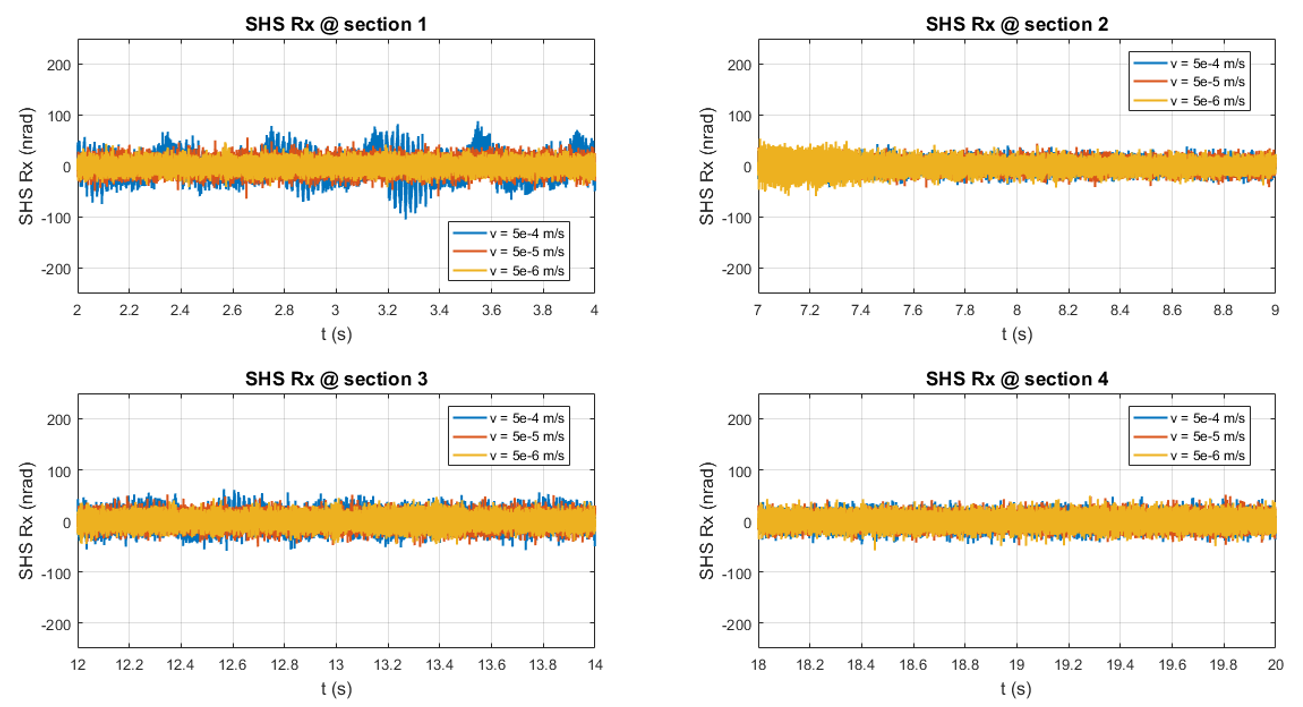 SHS Rx @ section 1
SHS Rx (nrad)
200
100
0
-100
-200
v = 5e-4 m/s
v = 5e-5 m/s
v = 5e-6 m/s
2 2.2 2.4 2.6 2.8 3 3.2 3.4 3.6 3.8 4
t (s)
SHS Rx @ section 2
SHS Rx (nrad)
200
100
0
-100
-200
v = 5e-4 m/s
v = 5e-5 m/s
v = 5e-6 m/s
7 7.2 7.4 7.6 7.8 8 8.2 8.4 8.6 8.8 9
t (s)
SHS Rx @ section 3
SHS Rx (nrad)
200
100
0
-100
-200
v = 5e-4 m/s
v = 5e-5 m/s
v = 5e-6 m/s
12 12.2 12.4 12.6 12.8 13 13.2 13.4 13.6 13.8 14
t (s)
SHS Rx @ section 4
SHS Rx (nrad)
200
100
0
-100
-200
v = 5e-4 m/s
v = 5e-5 m/s
v = 5e-6 m/s
18 18.2 18.4 18.6 18.8 19 19.2 19.4 19.6 19.8 20
t (s)